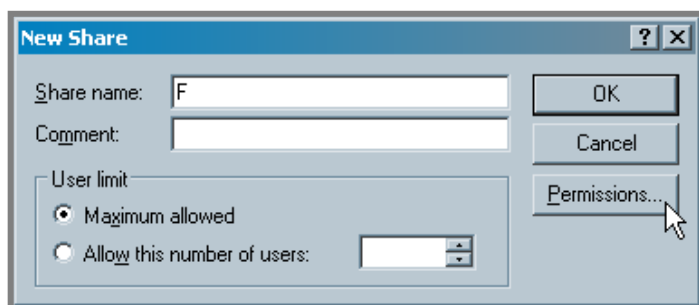 New Share
Share name: F
OK
Comment:
Cancel
User limit
Permissions...
Maximum allowed
Allow this number of users: